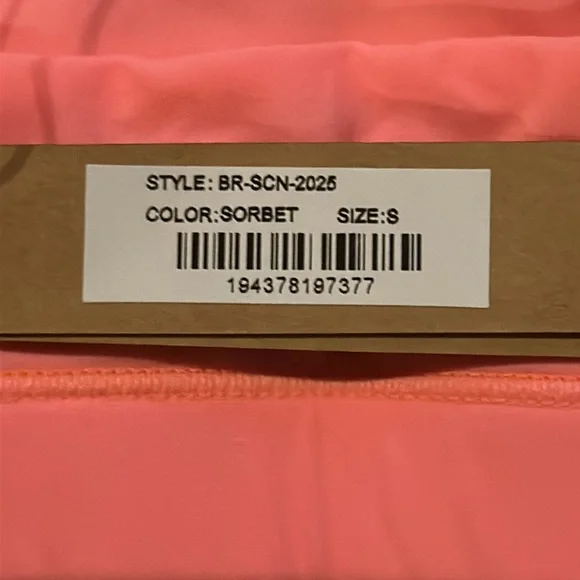 STYLE: BR-SCN-2025
COLOR:SORBET SIZE:S
194378197377